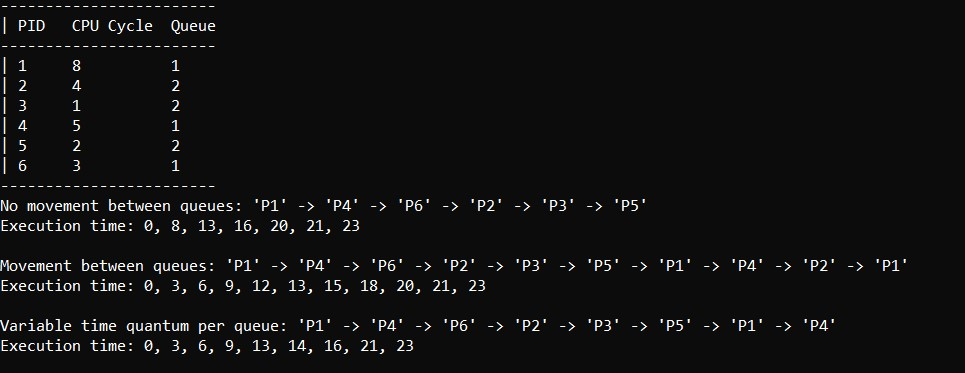 ------------------------
| PID   CPU Cycle  Queue
------------------------
| 1     8          1
| 2     4          2
| 3     1          2
| 4     5          1
| 5     2          2
| 6     3          1
------------------------
No movement between queues: 'P1' -> 'P4' -> 'P6' -> 'P2' -> 'P3' -> 'P5'
Execution time: 0, 8, 13, 16, 20, 21, 23
Movement between queues: 'P1' -> 'P4' -> 'P6' -> 'P2' -> 'P3' -> 'P5' -> 'P1' -> 'P4' -> 'P2' -> 'P1'
Execution time: 0, 3, 6, 9, 12, 13, 15, 18, 20, 21, 23
Variable time quantum per queue: 'P1' -> 'P4' -> 'P6' -> 'P2' -> 'P3' -> 'P5' -> 'P1' -> 'P4'
Execution time: 0, 3, 6, 9, 13, 14, 16, 21, 23